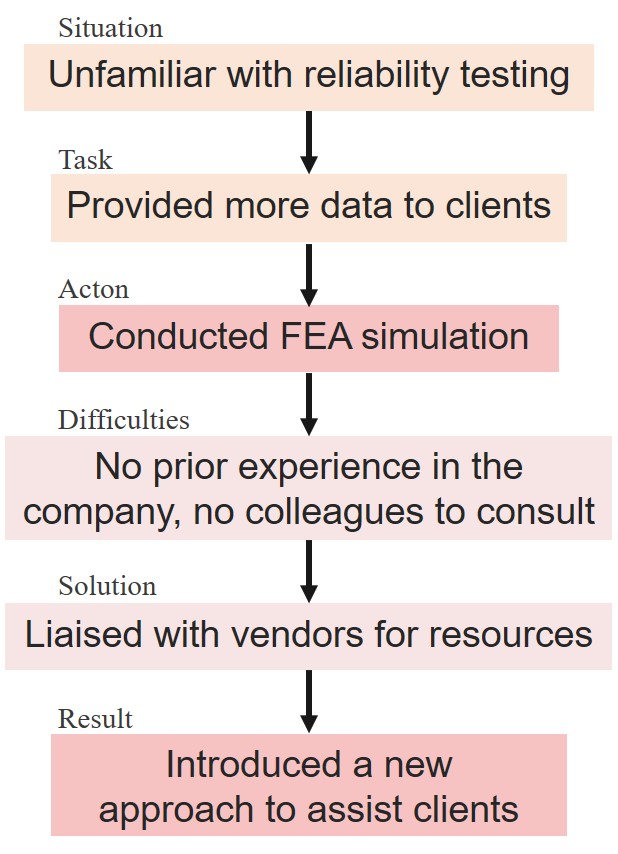 Situation
Unfamiliar with reliability testing
Task
Provided more data to clients
Acton
Conducted FEA simulation
Difficulties
No prior experience in the
company, no colleagues to consult
Solution
Liaised with vendors for resources
Result
Introduced a new
approach to assist clients